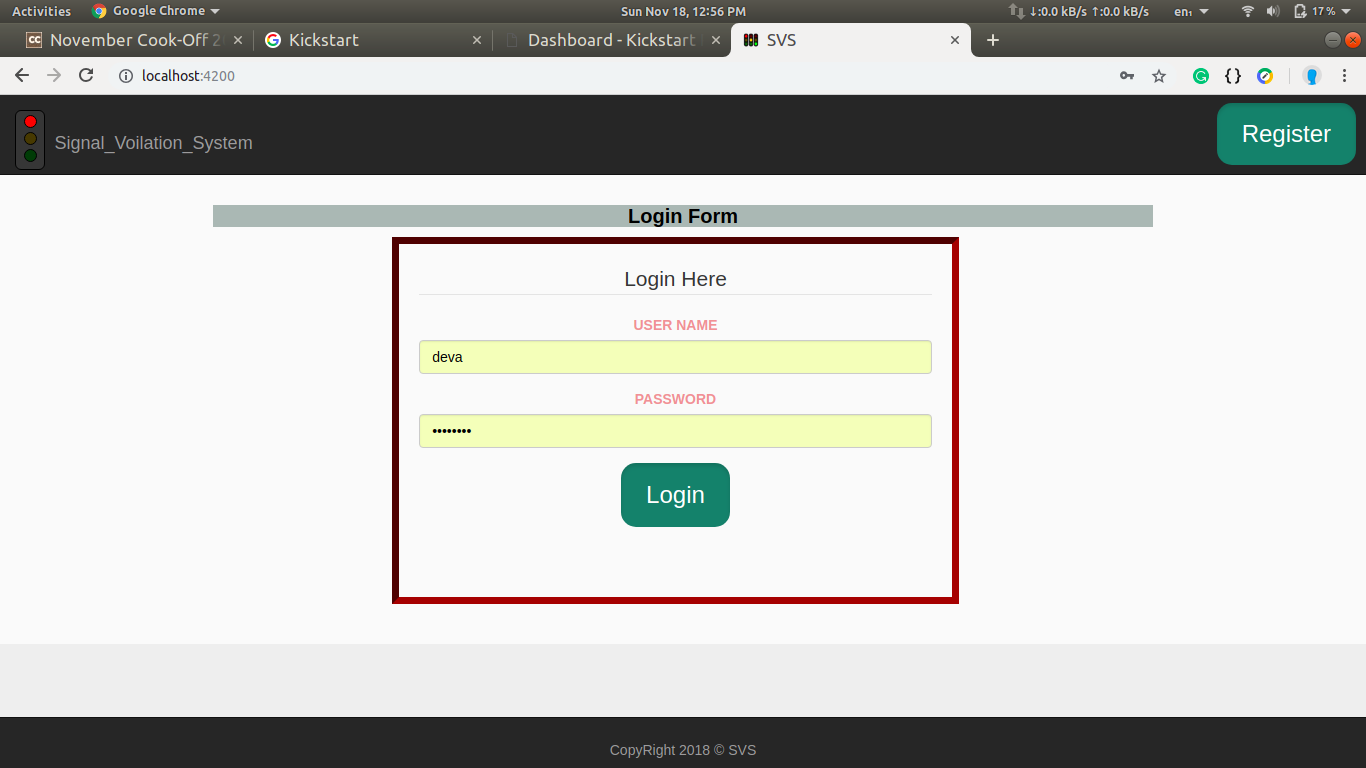 Activities Google Chrome Sun Nov 18, 12:56 PM ↓:0.0 kB/s ↑:0.0 kB/s en₁ 17%
CC November Cook-Off 2 Kickstart Dashboard - Kickstart SVS
localhost:4200
Signal_Voilation_System
Register
Login Form
Login Here
USER NAME
deva
PASSWORD
••••••••
Login
CopyRight 2018 © SVS